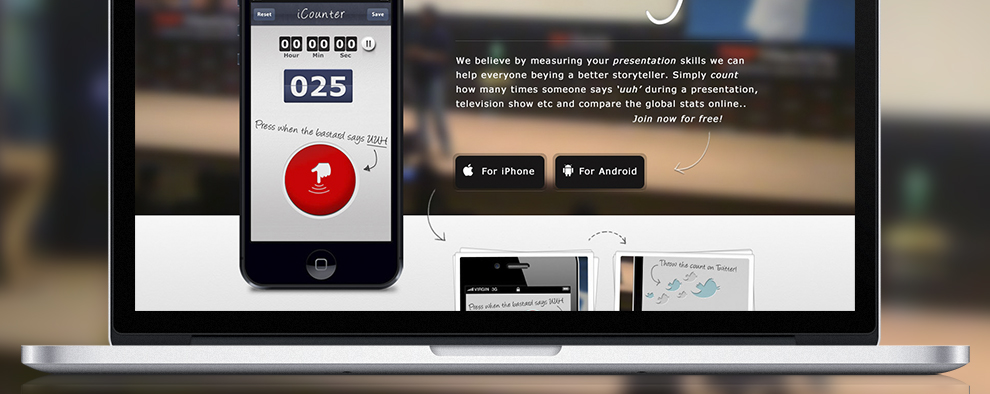 Reset iCounter Save
00 00 00
Hour Min Sec
025
Press when the bastard says UUH
We believe by measuring your presentation skills we can
help everyone beying a better storyteller. Simply count
how many times someone says ‘uuh’ during a presentation,
television show etc and compare the global stats online..
Join now for free!
For iPhone
For Android
VIRGIN 3G
Press when the bastard says UUH
Throw the count on Twitter!